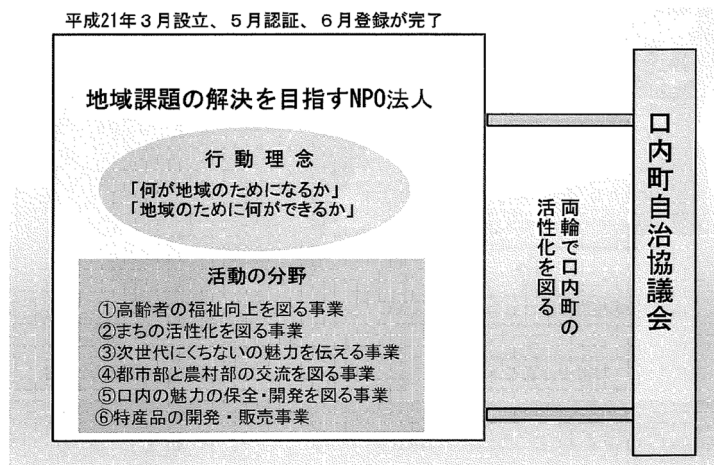 平成21年３月設立、５月認証、６月登録が完了
地域課題の解決を目指すNPO法人
行動理念
「何が地域のためになるか」
「地域のために何ができるか」
活動の分野
①高齢者の福祉向上を図る事業
②まちの活性化を図る事業
③次世代にくちないの魅力を伝える事業
④都市部と農村部の交流を図る事業
⑤口内の魅力の保全・開発を図る事業
⑥特産品の開発・販売事業
両輪で口内町の
活性化を図る
口内町自治協議会